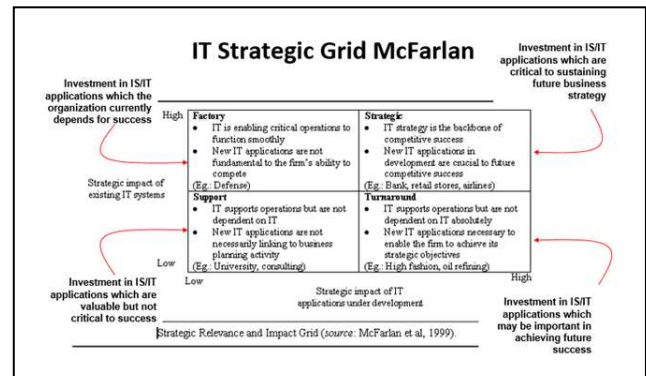 IT Strategic Grid McFarlan
Investment in IS/IT
applications which the
organization currently
depends for success
Investment in IS/IT
applications which are
critical to sustaining
future business
strategy
High
Factory
• IT is enabling critical operations to
function smoothly
• New IT applications are not
fundamental to the firm's ability to
compete
(Eg.: Defense)
Strategic
• IT strategy is the backbone of
competitive success
• New IT applications in
development are crucial to future
competitive success
(Eg.: Bank, retail stores, airlines)
Strategic impact of
existing IT systems
Support
• IT supports operations but are not
dependent on IT
• New IT applications are not
necessarily linking to business
planning activity
(Eg.: University, consulting)
Turnaround
• IT supports operations but are not
dependent on IT absolutely
• New IT applications necessary to
enable the firm to achieve its
strategic objectives
(Eg.: High fashion, oil refining)
Low
Low
High
Investment in IS/IT
applications which are
valuable but not
critical to success
Strategic impact of IT
applications under development
Investment in IS/IT
applications which
may be important in
achieving future
success
Strategic Relevance and Impact Grid (source: McFarlan et al, 1999).